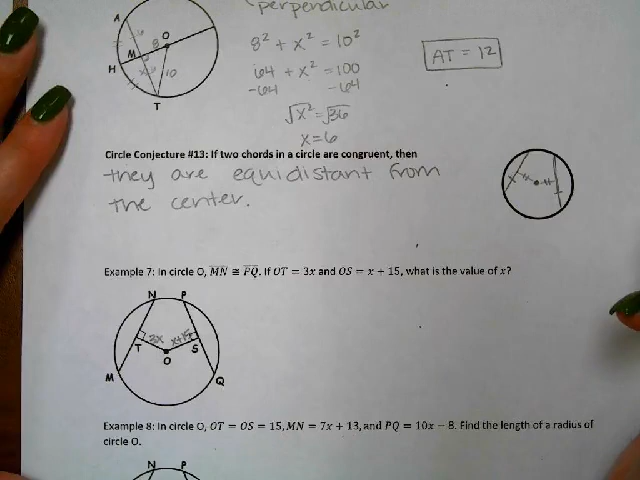 perpendicular
A
O
8
M
H
x
10
T
8² + x² = 10²
64 + x² = 100
-64 -64
√x² = √36
x = 6
AT = 12
Circle Conjecture #13: If two chords in a circle are congruent, then
they are equidistant from
the center.
Example 7: In circle O, MN ≅ PQ. If OT = 3x and OS = x + 15, what is the value of x?
N P
3x x+15
T S
O
M Q
Example 8: In circle O, OT = OS = 15, MN = 7x + 13, and PQ = 10x − 8. Find the length of a radius of
circle O.
N P